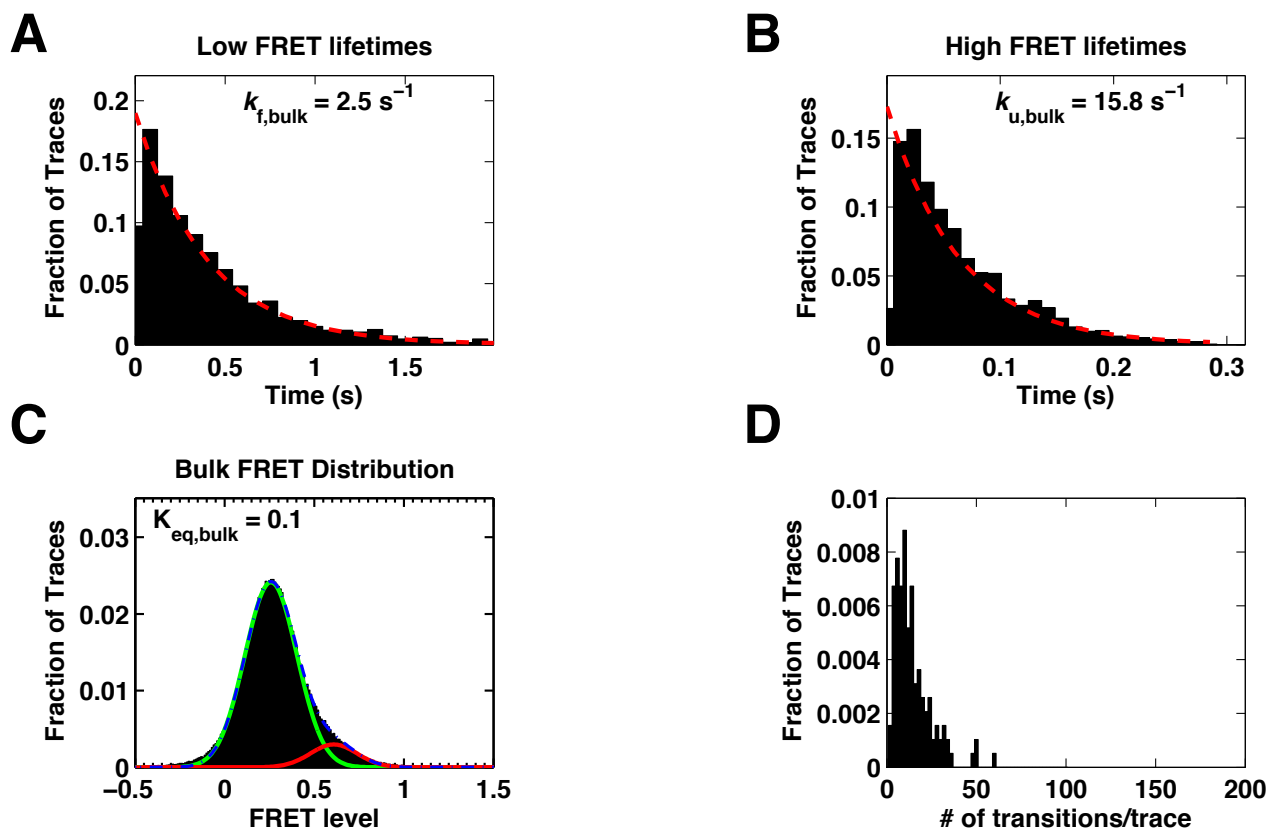 A
Low FRET lifetimes
k f,bulk = 2.5 s−1
Fraction of Traces
0.2
0.15
0.1
0.05
0
0 0.5 1 1.5
Time (s)
B
High FRET lifetimes
k u,bulk = 15.8 s−1
Fraction of Traces
0.15
0.1
0.05
0
0 0.1 0.2 0.3
Time (s)
C
Bulk FRET Distribution
K eq,bulk = 0.1
Fraction of Traces
0.03
0.02
0.01
0
−0.5 0 0.5 1 1.5
FRET level
D
Fraction of Traces
0.01
0.008
0.006
0.004
0.002
0
0 50 100 150 200
# of transitions/trace